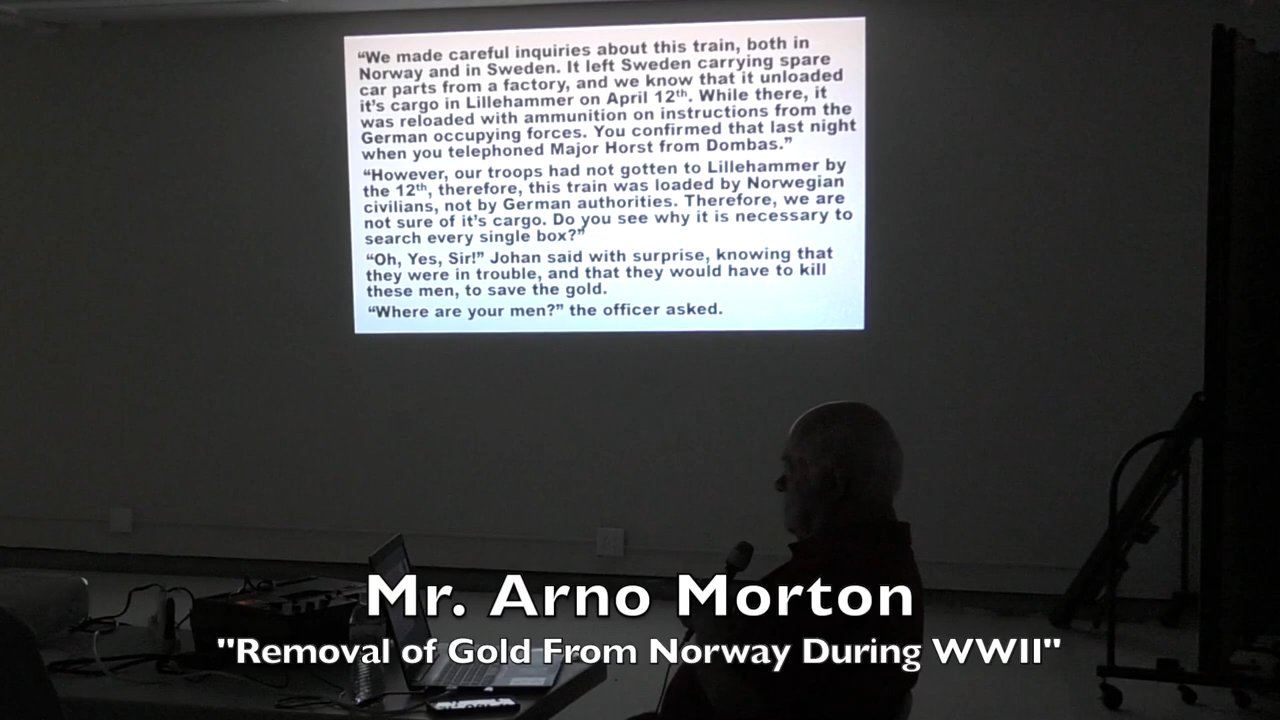 “We made careful inquiries about this train, both in
Norway and in Sweden. It left Sweden carrying spare
car parts from a factory, and we know that it unloaded
it’s cargo in Lillehammer on April 12th. While there, it
was reloaded with ammunition on instructions from the
German occupying forces. You confirmed that last night
when you telephoned Major Horst from Dombas.”
“However, our troops had not gotten to Lillehammer by
the 12th, therefore, this train was loaded by Norwegian
civilians, not by German authorities. Therefore, we are
not sure of it’s cargo. Do you see why it is necessary to
search every single box?”
“Oh, Yes, Sir!” Johan said with surprise, knowing that
they were in trouble, and that they would have to kill
these men, to save the gold.
“Where are your men?” the officer asked.
Mr. Arno Morton
"Removal of Gold From Norway During WWII"